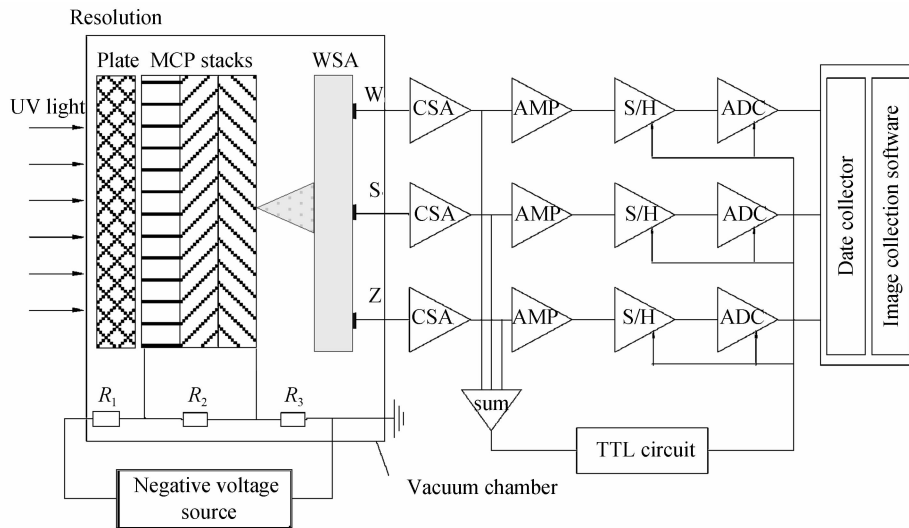 Resolution
Plate MCP stacks WSA
UV light
W
CSA AMP S/H ADC
S
CSA AMP S/H ADC
Z
CSA AMP S/H ADC
Date collector
Image collection software
R1 R2 R3
sum
TTL circuit
Negative voltage
source
Vacuum chamber